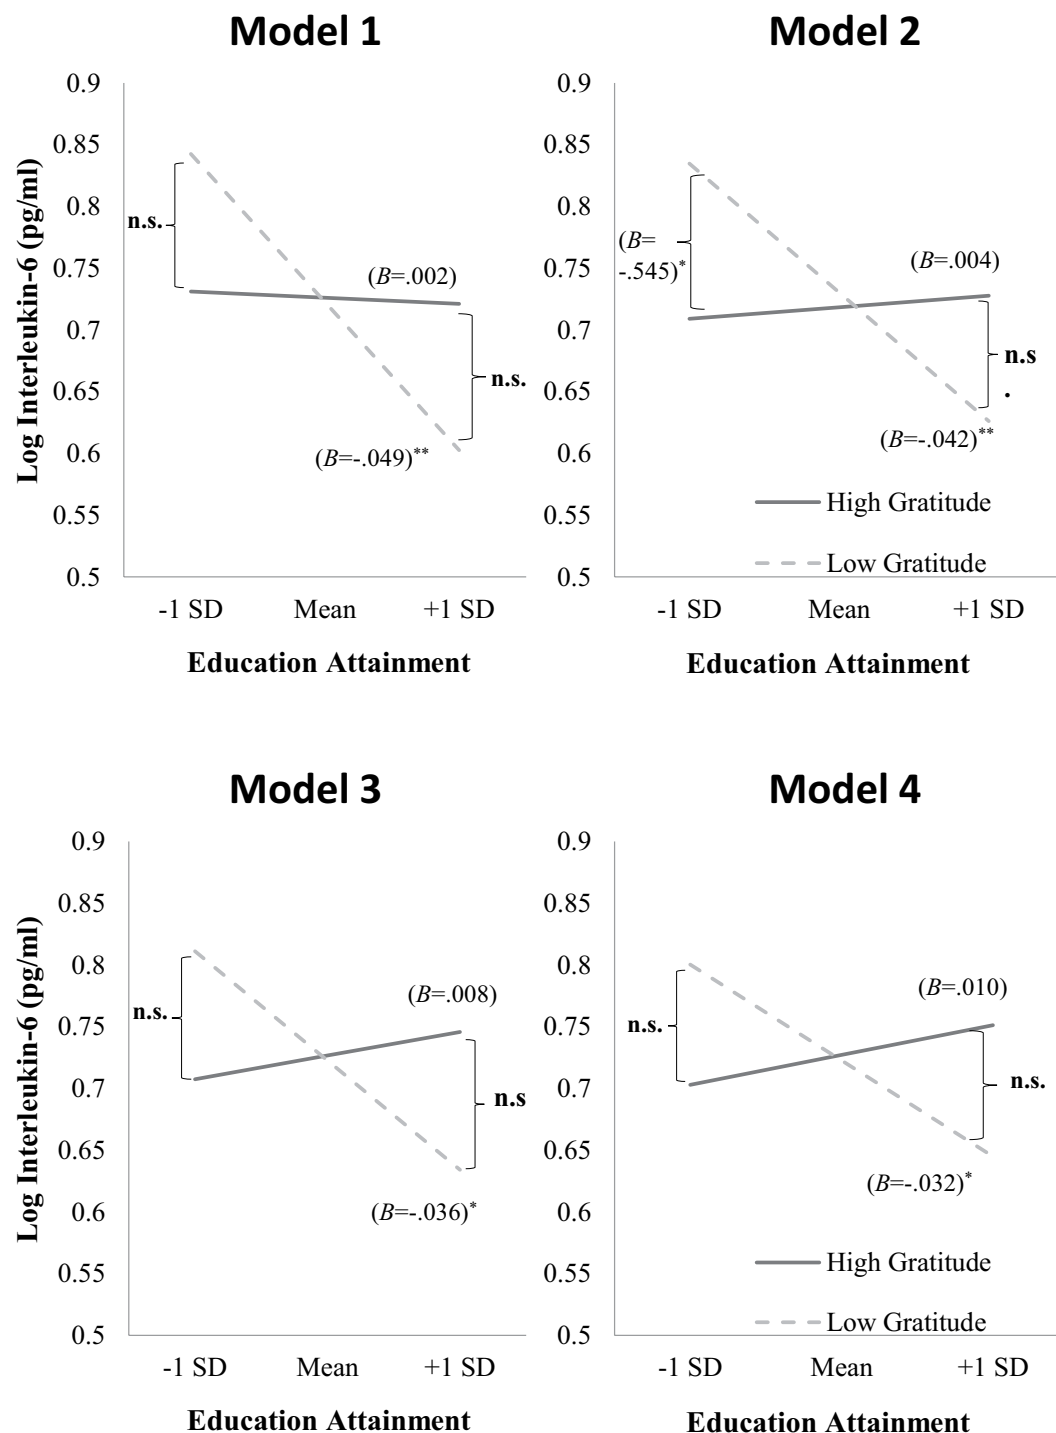 Model 1
Model 2
Log Interleukin-6 (pg/ml)
0.9
0.85
0.8
0.75
0.7
0.65
0.6
0.55
0.5
n.s.
(B=.002)
n.s.
(B=-.049)**
-1 SD Mean +1 SD
Education Attainment
0.9
0.85
0.8
0.75
0.7
0.65
0.6
0.55
0.5
(B=
-.545)*
(B=.004)
n.s
.
(B=-.042)**
High Gratitude
Low Gratitude
-1 SD Mean +1 SD
Education Attainment
Model 3
Model 4
Log Interleukin-6 (pg/ml)
0.9
0.85
0.8
0.75
0.7
0.65
0.6
0.55
0.5
n.s.
(B=.008)
n.s
(B=-.036)*
-1 SD Mean +1 SD
Education Attainment
0.9
0.85
0.8
0.75
0.7
0.65
0.6
0.55
0.5
n.s.
(B=.010)
n.s.
(B=-.032)*
High Gratitude
Low Gratitude
-1 SD Mean +1 SD
Education Attainment